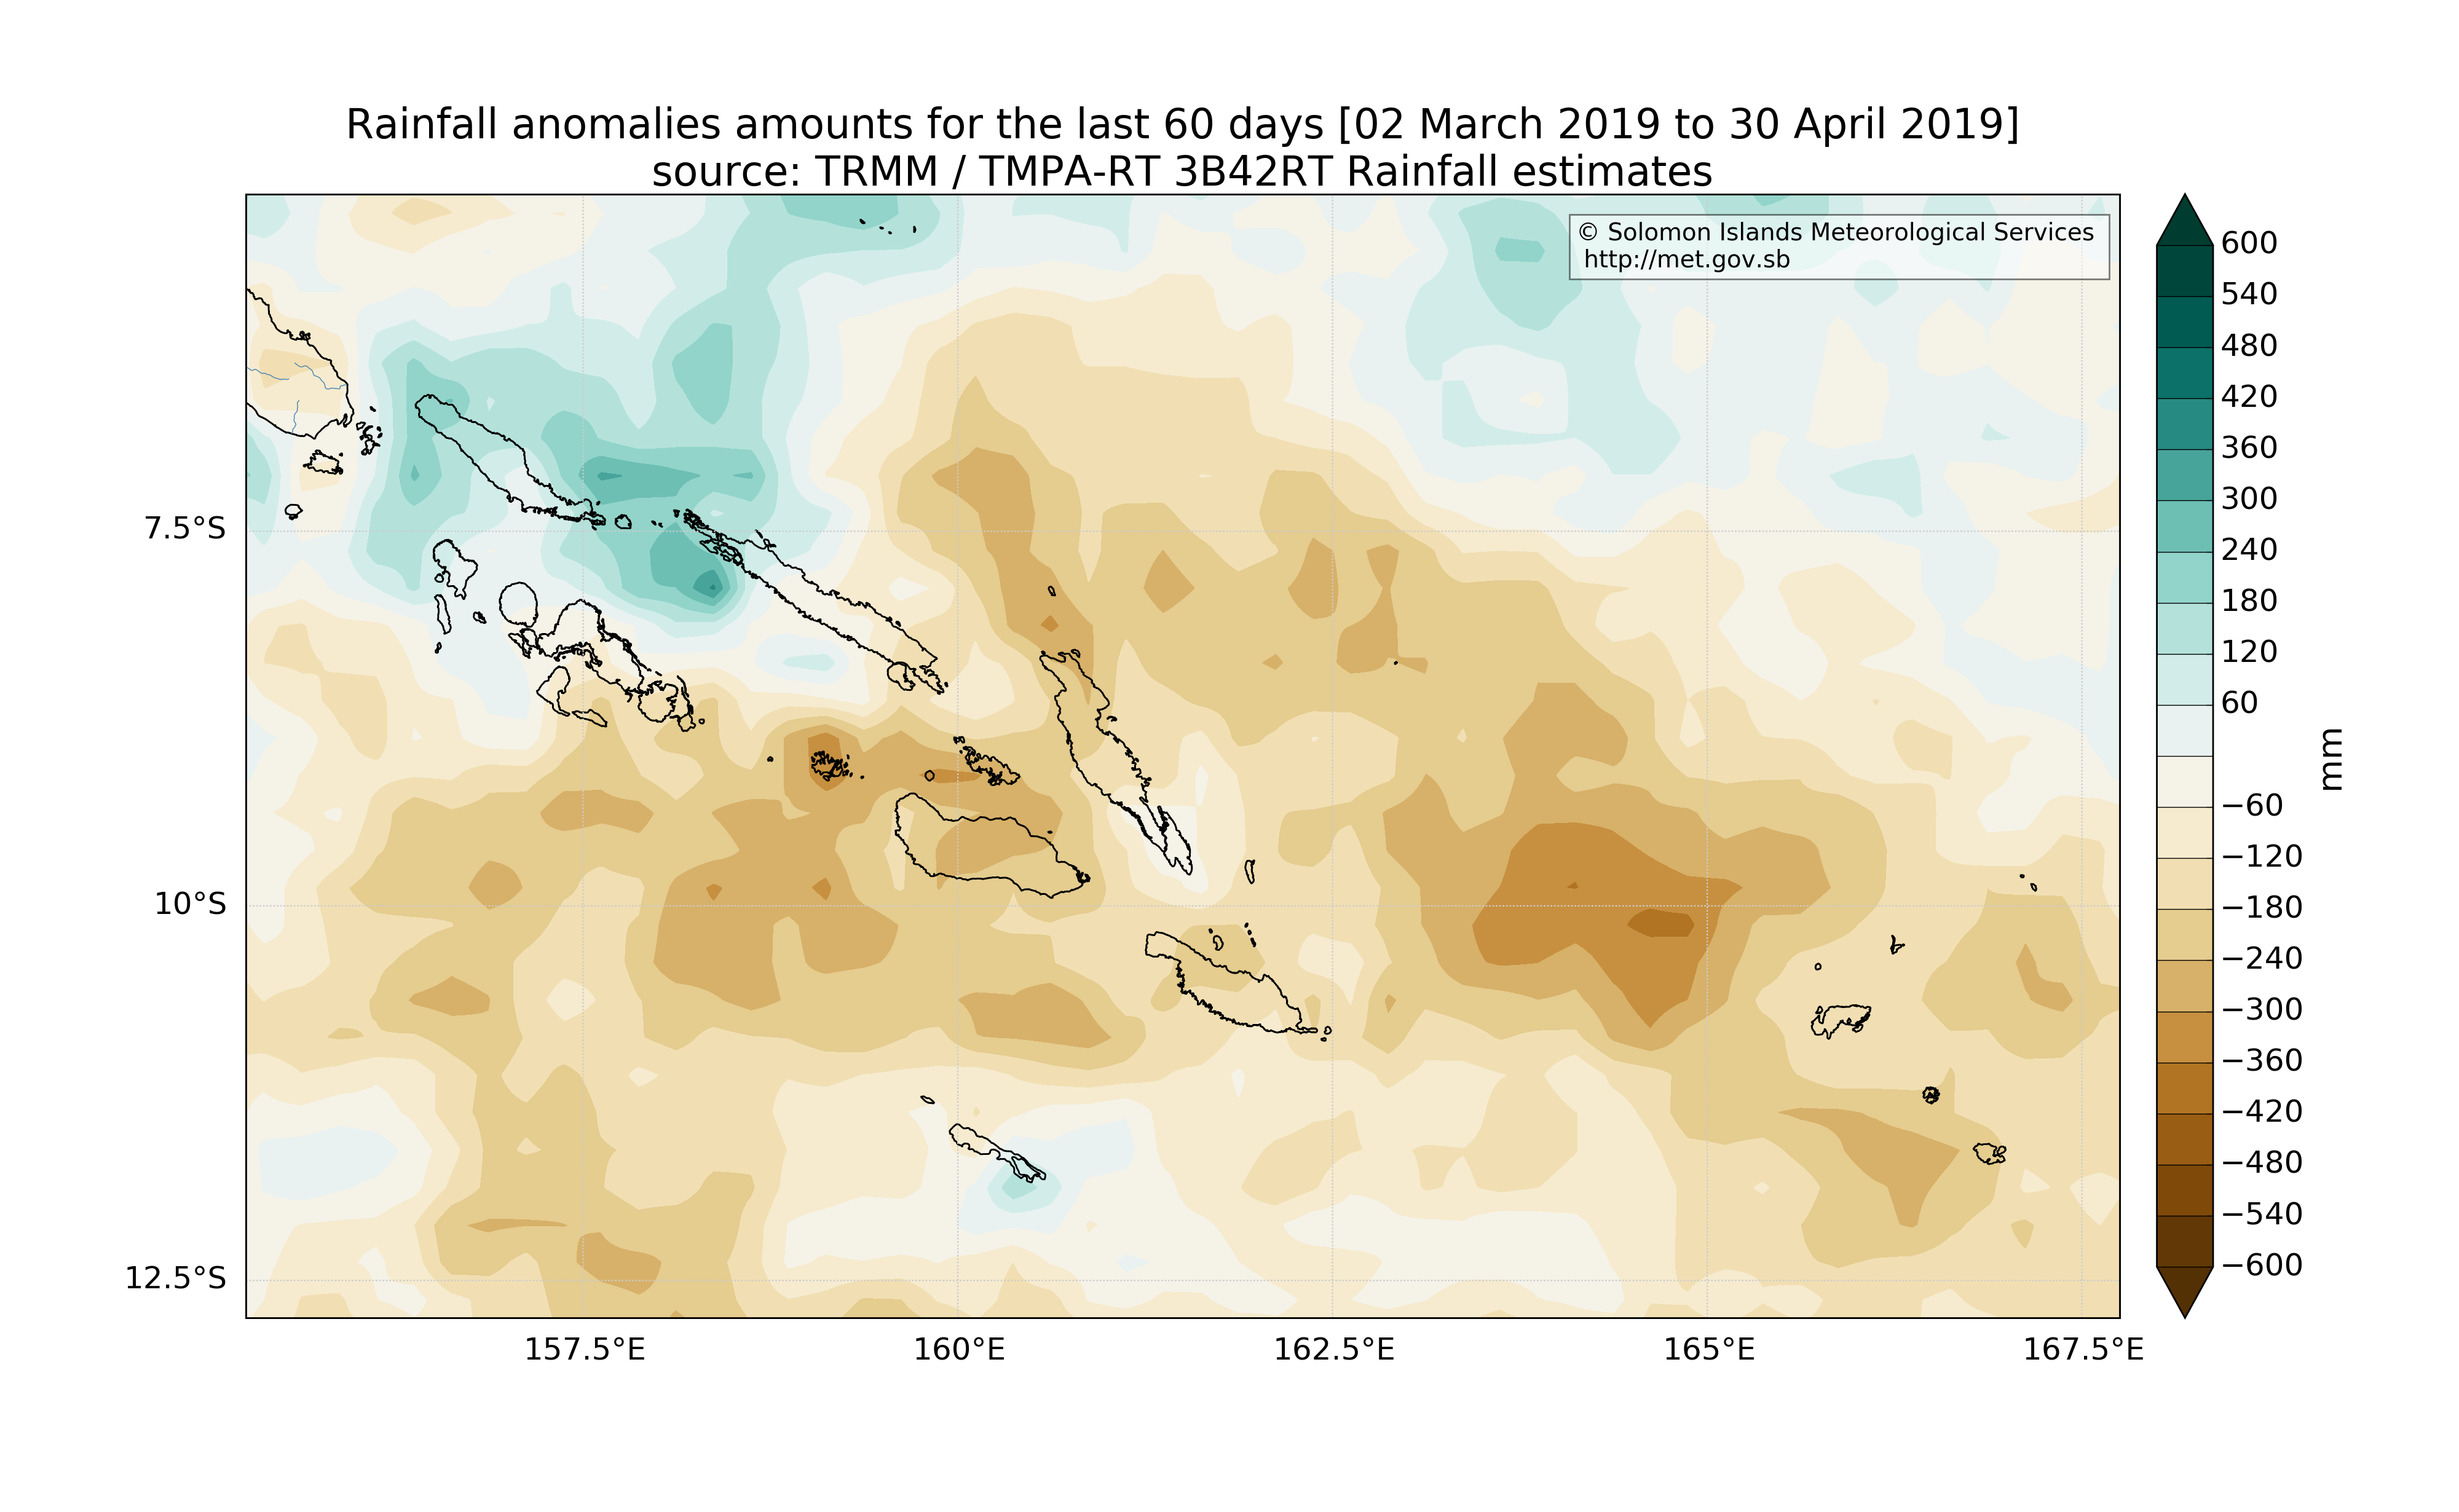 Rainfall anomalies amounts for the last 60 days [02 March 2019 to 30 April 2019]
source: TRMM / TMPA-RT 3B42RT Rainfall estimates
© Solomon Islands Meteorological Services
http://met.gov.sb
7.5°S
10°S
12.5°S
157.5°E
160°E
162.5°E
165°E
167.5°E
600
540
480
420
360
300
240
180
120
60
−60
−120
−180
−240
−300
−360
−420
−480
−540
−600
mm